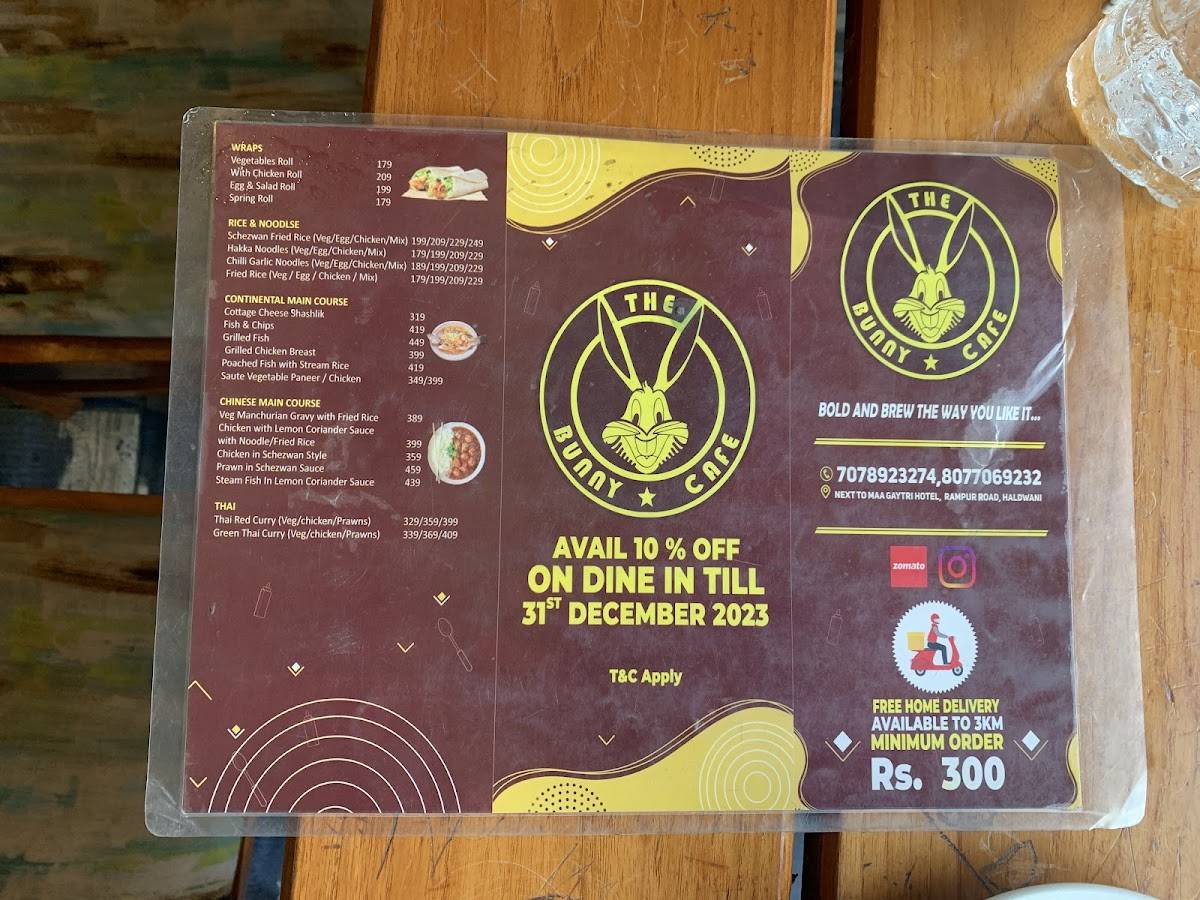 WRAPS
Vegetables Roll 179
With Chicken Roll 209
Egg & Salad Roll 199
Spring Roll 179
RICE & NOODLSE
Schezwan Fried Rice (Veg/Egg/Chicken/Mix) 199/209/229/249
Hakka Noodles (Veg/Egg/Chicken/Mix) 179/199/209/229
Chilli Garlic Noodles (Veg/Egg/Chicken/Mix) 189/199/209/229
Fried Rice (Veg / Egg / Chicken / Mix) 179/199/209/229
CONTINENTAL MAIN COURSE
Cottage Cheese Shashlik 319
Fish & Chips 419
Grilled Fish 449
Grilled Chicken Breast 399
Poached Fish with Stream Rice 419
Saute Vegetable Paneer / Chicken 349/399
CHINESE MAIN COURSE
Veg Manchurian Gravy with Fried Rice 389
Chicken with Lemon Coriander Sauce
with Noodle/Fried Rice 399
Chicken in Schezwan Style 359
Prawn in Schezwan Sauce 459
Steam Fish In Lemon Coriander Sauce 439
THAI
Thai Red Curry (Veg/chicken/Prawns) 329/359/399
Green Thai Curry (Veg/chicken/Prawns) 339/369/409
THE
BUNNY ★ CAFE
AVAIL 10 % OFF
ON DINE IN TILL
31ST DECEMBER 2023
T&C Apply
THE
BUNNY ★ CAFE
BOLD AND BREW THE WAY YOU LIKE IT...
7078923274,8077069232
NEXT TO MAA GAYTRI HOTEL, RAMPUR ROAD, HALDWANI
zomato
FREE HOME DELIVERY
AVAILABLE TO 3KM
MINIMUM ORDER
Rs. 300